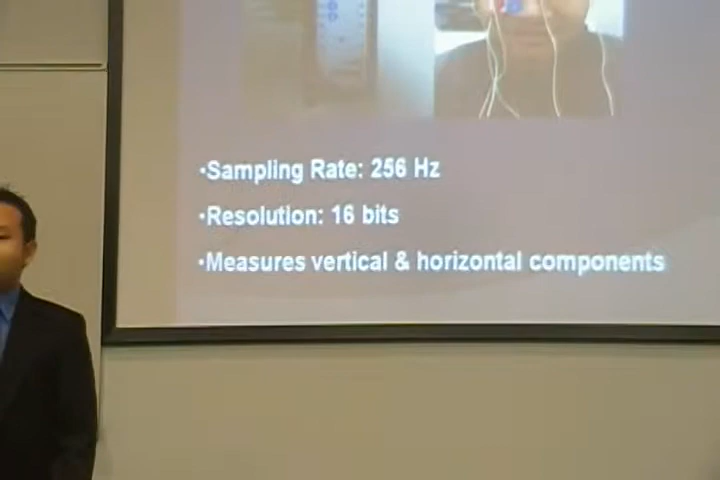 •Sampling Rate: 256 Hz
•Resolution: 16 bits
•Measures vertical & horizontal components